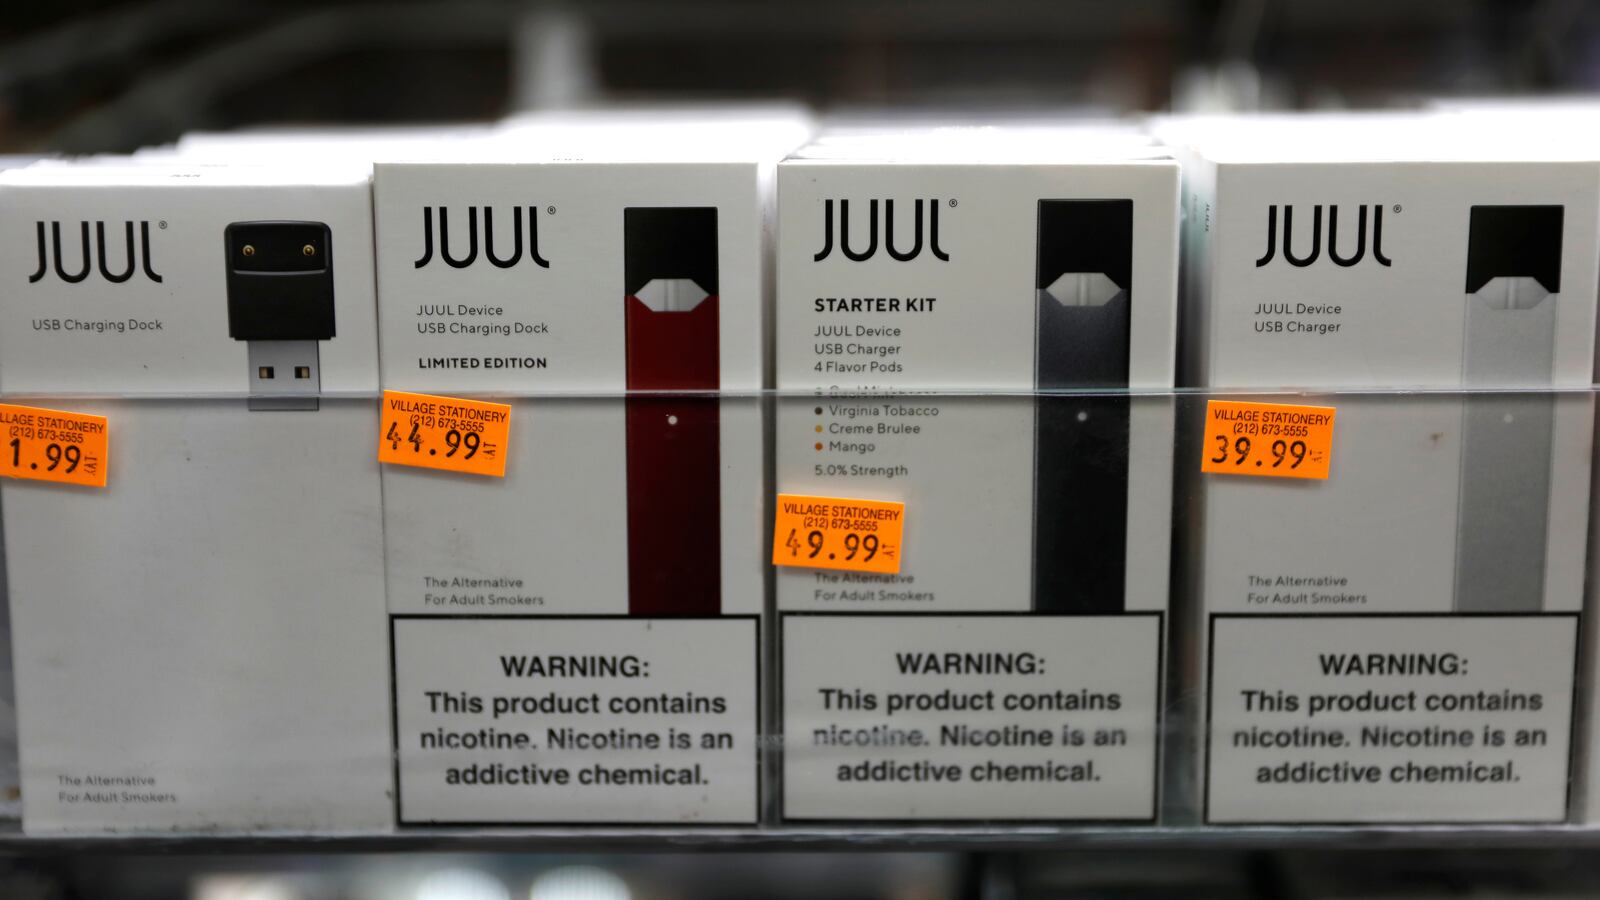 JUUL®
USB Charging Dock
LLAGE STATIONERY
(212) 673-5555
1.99
The Alternative
For Adult Smokers
JUUL®
JUUL Device
USB Charging Dock
LIMITED EDITION
VILLAGE STATIONERY
(212) 673-5555
44.99
The Alternative
For Adult Smokers
WARNING:
This product contains
nicotine. Nicotine is an
addictive chemical.
JUUL®
STARTER KIT
JUUL Device
USB Charger
4 Flavor Pods
Virginia Tobacco
Creme Brulee
Mango
5.0% Strength
VILLAGE STATIONERY
(212) 673-5555
49.99
The Alternative
For Adult Smokers
WARNING:
This product contains
nicotine. Nicotine is an
addictive chemical.
JUUL®
JUUL Device
USB Charger
VILLAGE STATIONERY
(212) 673-5555
39.99
The Alternative
For Adult Smokers
WARNING:
This product contains
nicotine. Nicotine is an
addictive chemical.